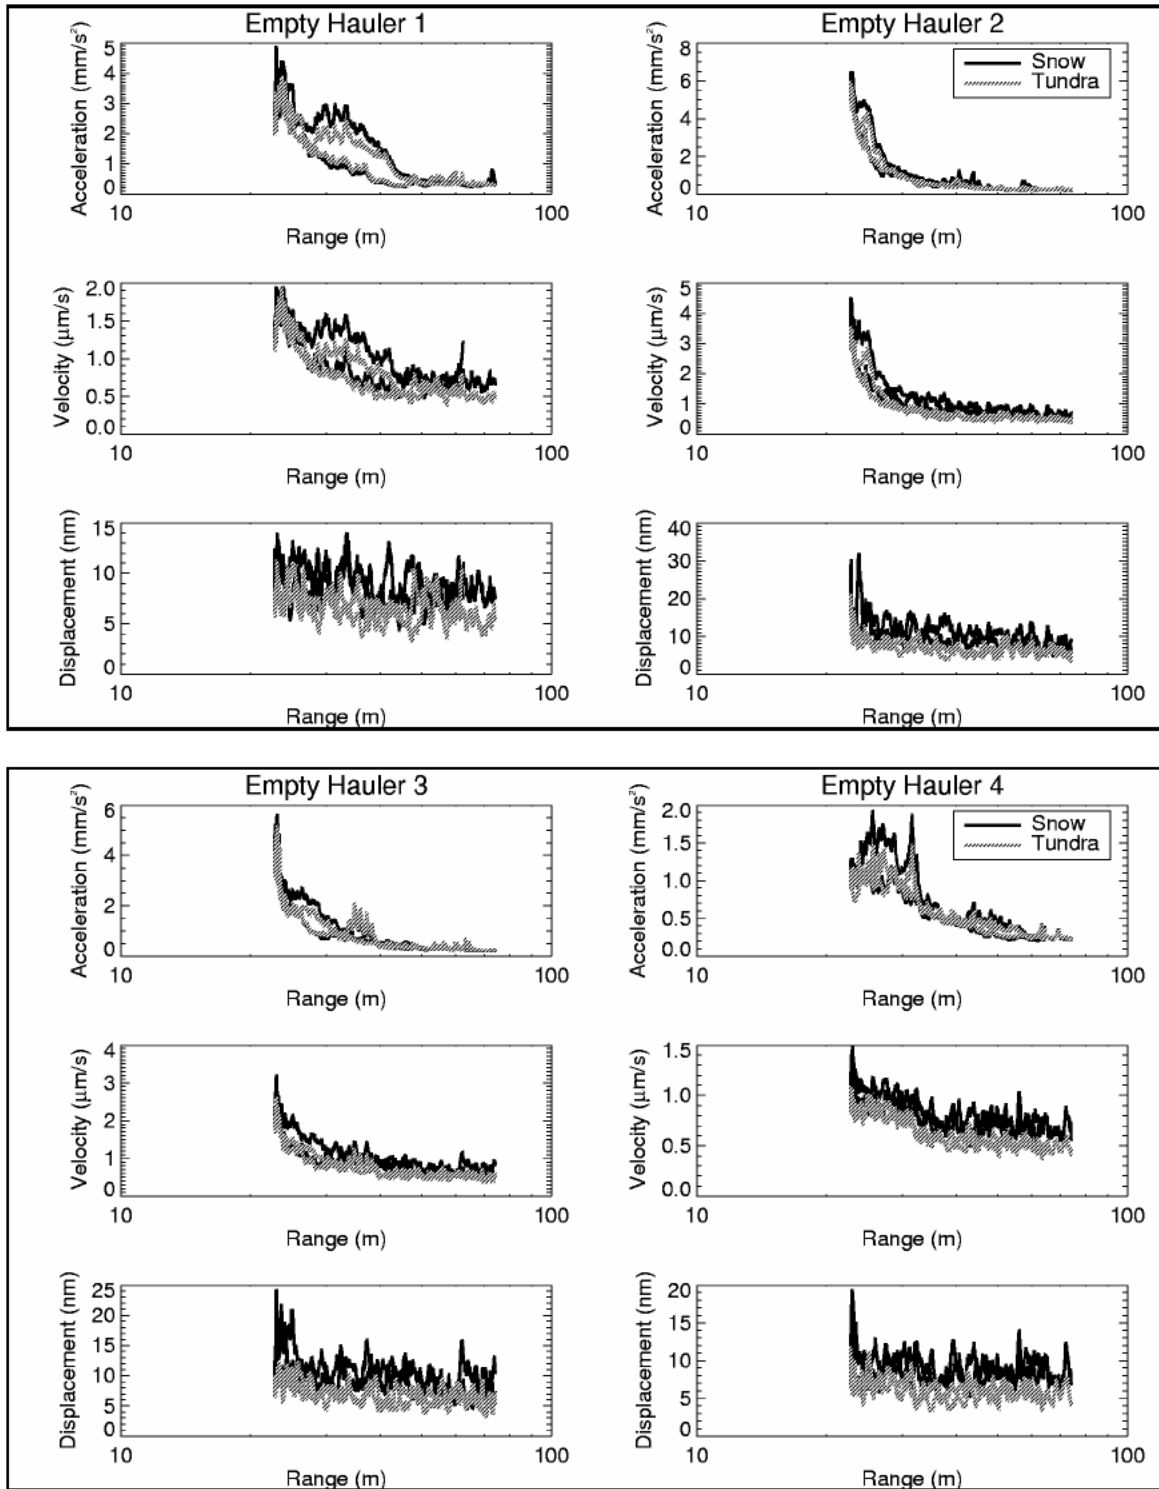 Empty Hauler 1
Acceleration (mm/s²)
5
4
3
2
1
0
10
100
Range (m)
Velocity (µm/s)
2.0
1.5
1.0
0.5
0.0
10
100
Range (m)
Displacement (nm)
15
10
5
0
10
100
Range (m)
Empty Hauler 2
Acceleration (mm/s²)
8
6
4
2
0
Snow
Tundra
10
100
Range (m)
Velocity (µm/s)
5
4
3
2
1
0
10
100
Range (m)
Displacement (nm)
40
30
20
10
0
10
100
Range (m)
Empty Hauler 3
Acceleration (mm/s²)
6
4
2
0
10
100
Range (m)
Velocity (µm/s)
4
3
2
1
0
10
100
Range (m)
Displacement (nm)
25
20
15
10
5
0
10
100
Range (m)
Empty Hauler 4
Acceleration (mm/s²)
2.0
1.5
1.0
0.5
0.0
Snow
Tundra
10
100
Range (m)
Velocity (µm/s)
1.5
1.0
0.5
0.0
10
100
Range (m)
Displacement (nm)
20
15
10
5
0
10
100
Range (m)